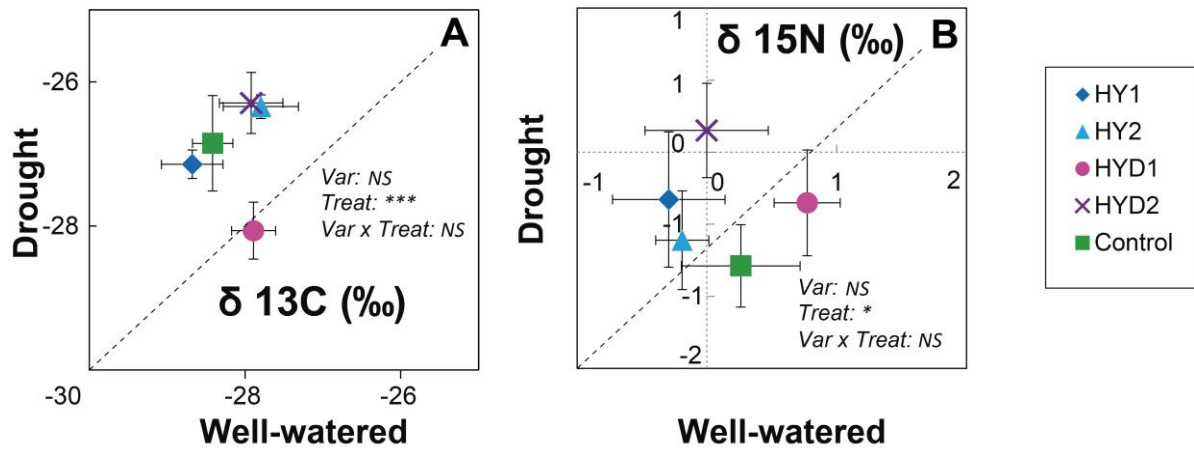 A
-26
-28
-30
-28
-26
Drought
Well-watered
Var: NS
Treat: ***
Var x Treat: NS
δ 13C (‰)
B
δ 15N (‰)
1
1
0
-1
-1
-2
-1
0
1
2
Drought
Well-watered
Var: NS
Treat: *
Var x Treat: NS
HY1
HY2
HYD1
HYD2
Control